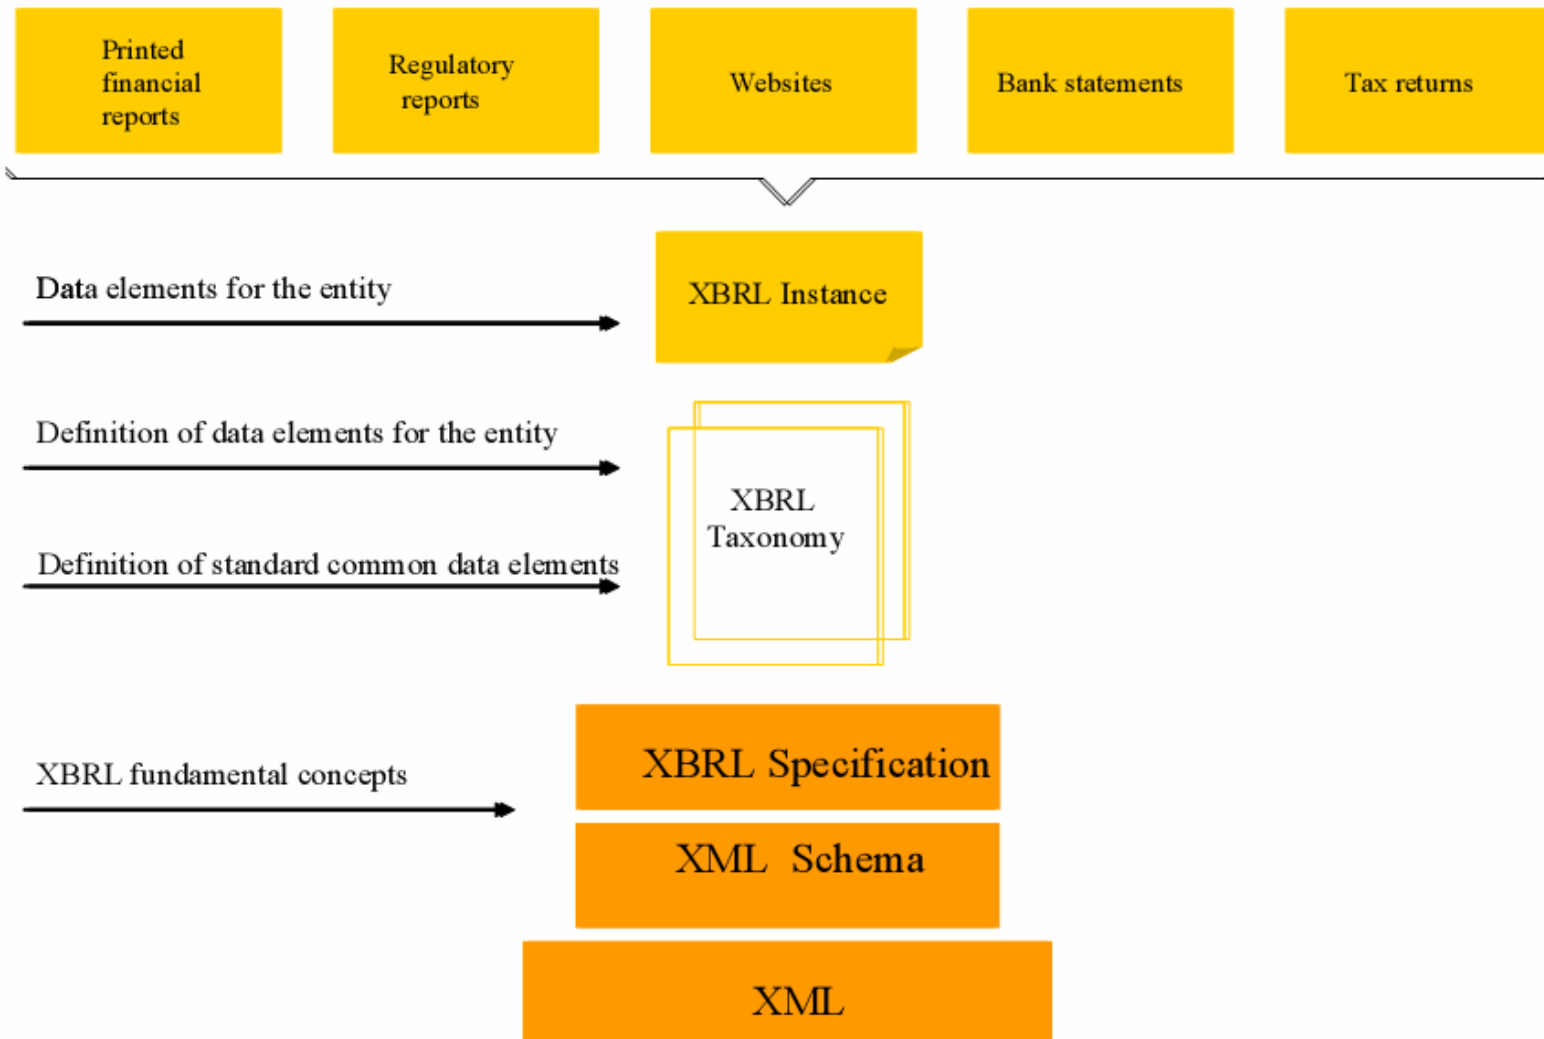 Printed
financial
reports
Regulatory
reports
Websites
Bank statements
Tax returns
Data elements for the entity
XBRL Instance
Definition of data elements for the entity
XBRL
Taxonomy
Definition of standard common data elements
XBRL Specification
XBRL fundamental concepts
XML Schema
XML